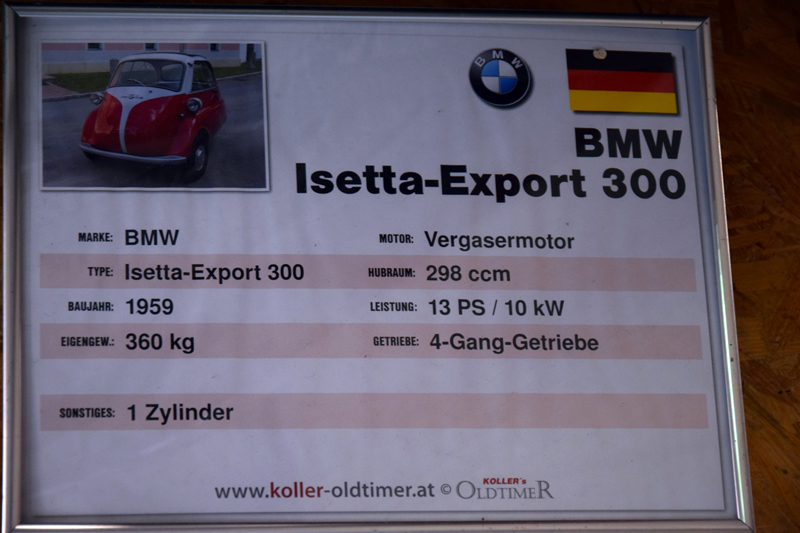 BMW
BMW
Isetta-Export 300
MARKE: BMW
MOTOR: Vergasermotor
TYPE: Isetta-Export 300
HUBRAUM: 298 ccm
BAUJAHR: 1959
LEISTUNG: 13 PS / 10 kW
EIGENGEW.: 360 kg
GETRIEBE: 4-Gang-Getriebe
SONSTIGES: 1 Zylinder
www.koller-oldtimer.at © KOLLER's
OLDTIMER